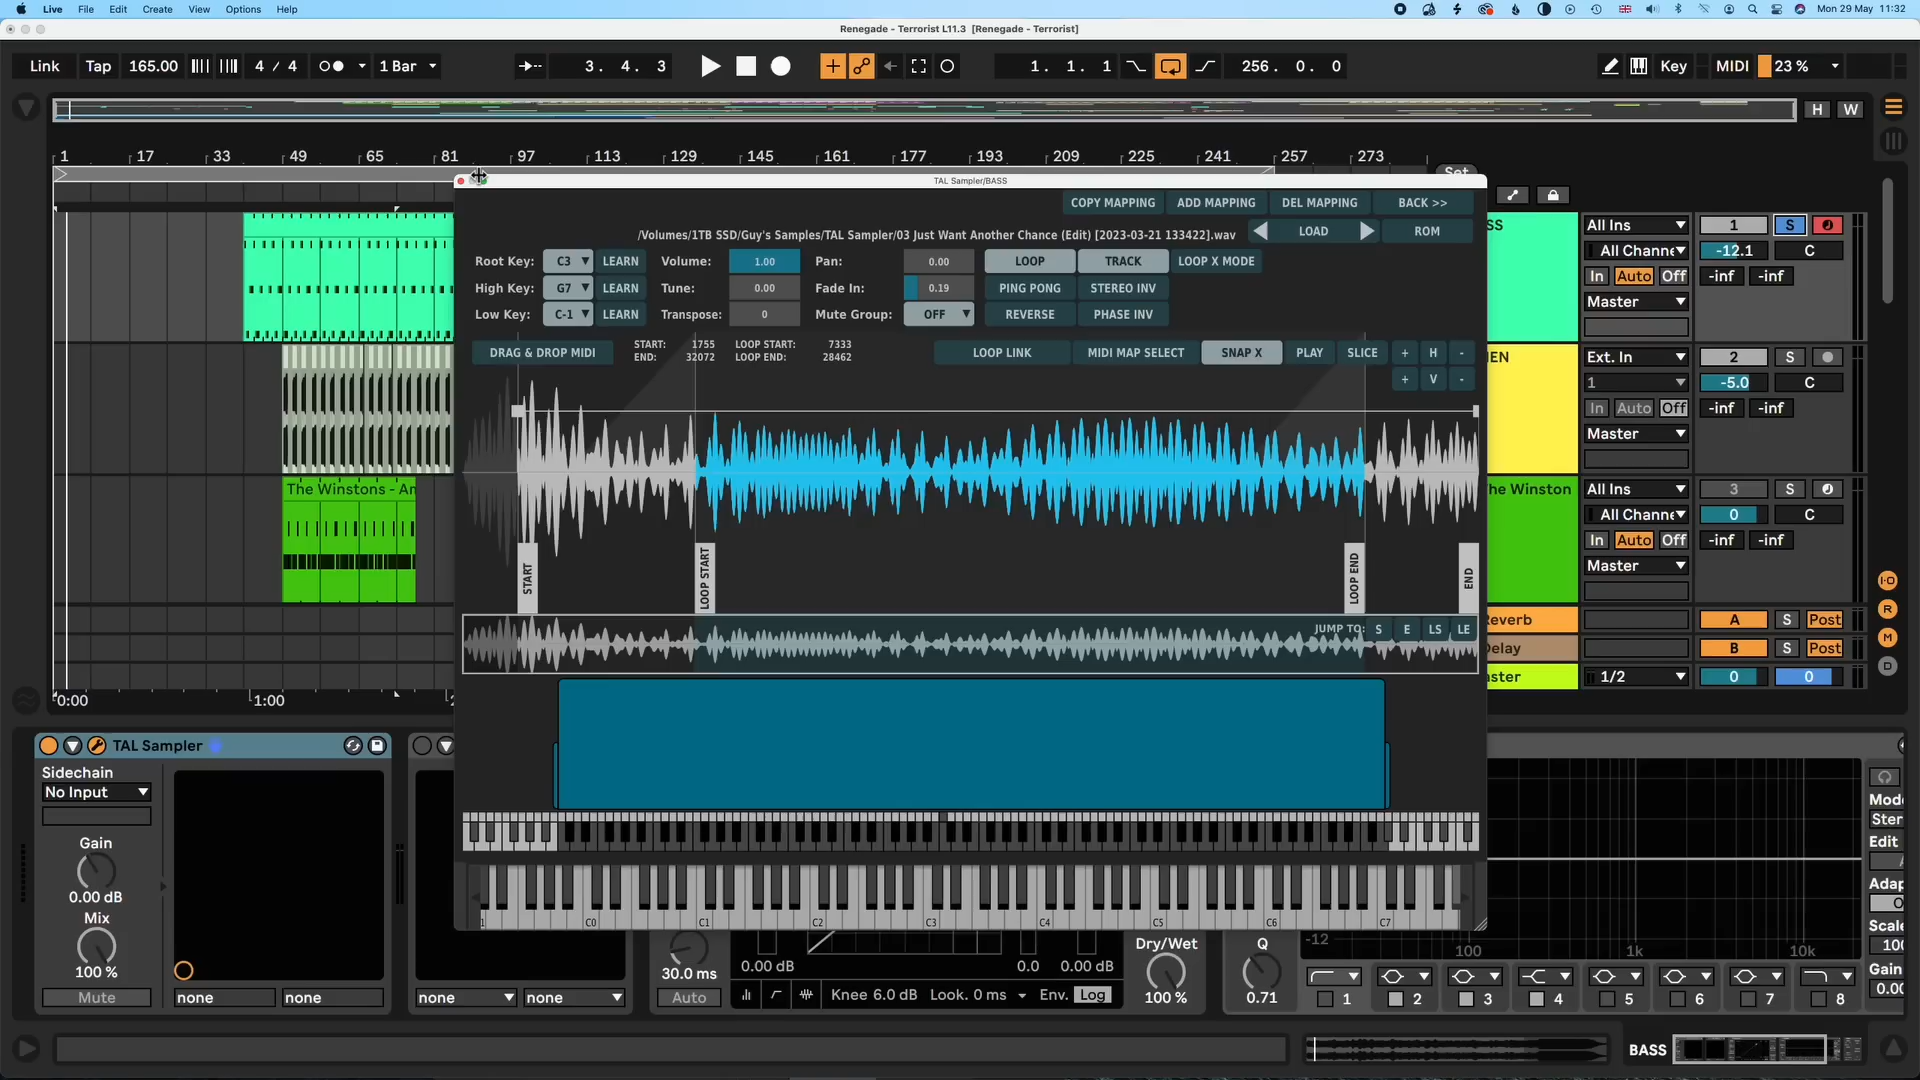 Live File Edit Create View Options Help Mon 29 May 11:32
Renegade - Terrorist L11.3 [Renegade - Terrorist]
Link Tap 165.00 4 / 4 1 Bar 3. 4. 3 1. 1. 1 256. 0. 0 Key MIDI 23 %
H W
1 17 33 49 65 81 97 113 129 145 161 177 193 209 225 241 257 273
Set
TAL Sampler/BASS
COPY MAPPING ADD MAPPING DEL MAPPING BACK >>
/Volumes/1TB SSD/Guy's Samples/TAL Sampler/03 Just Want Another Chance (Edit) [2023-03-21 133422].wav LOAD ROM
Root Key: C3 LEARN Volume: 1.00 Pan: 0.00 LOOP TRACK LOOP X MODE
High Key: G7 LEARN Tune: 0.00 Fade In: 0.19 PING PONG STEREO INV
Low Key: C-1 LEARN Transpose: 0 Mute Group: OFF REVERSE PHASE INV
DRAG & DROP MIDI START: 1755 LOOP START: 7333 LOOP LINK MIDI MAP SELECT SNAP X PLAY SLICE + H -
END: 32072 LOOP END: 28462 + V -
START LOOP START LOOP END END
JUMP TO: S E LS LE
C0 C1 C2 C3 C4 C5 C6 C7
SS All Ins 1 S
All Channe -12.1 C
In Auto Off -inf -inf
Master
EN Ext. In 2 S
1 -5.0 C
In Auto Off -inf -inf
Master
The Winstons - An
he Winston All Ins 3 S
All Channe 0 C
In Auto Off -inf -inf
Master
Reverb A S Post
Delay B S Post
aster 1/2 0 0
I·O
R
M
D
0:00 1:00
TAL Sampler
Sidechain
No Input
Gain
0.00 dB
Mix
100 %
Mute none none
none none
30.0 ms
Auto
0.00 dB 0.0 0.00 dB
Knee 6.0 dB Look. 0 ms Env. Log
Dry/Wet
100 %
Q
0.71
-12 100 1k 10k
1 2 3 4 5 6 7 8
Mode
Ster
Edit
A
Adap
O
Scale
100
Gain
0.00
BASS